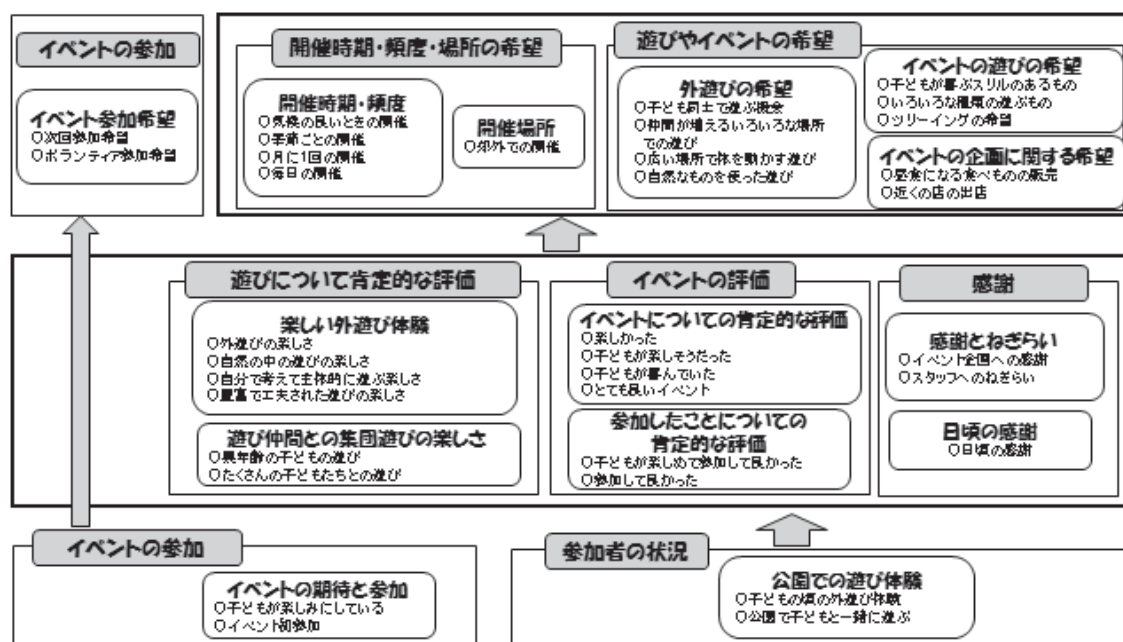 イベントの参加
イベント参加希望
○次回参加希望
○ボランティア参加希望
開催時期・頻度・場所の希望
開催時期・頻度
○気候の良いときの開催
○季節ごとの開催
○月に1回の開催
○毎日の開催
開催場所
○郊外での開催
遊びやイベントの希望
外遊びの希望
○子ども同士で遊ぶ機会
○仲間が増えるいろいろな場所
での遊び
○広い場所で体を動かす遊び
○自然なものを使った遊び
イベントの遊びの希望
○子どもが喜ぶスリルのあるもの
○いろいろな種類の遊ぶもの
○ツリーイングの希望
イベントの企画に関する希望
○昼食になる食べものの販売
○近くの店の出店
遊びについて肯定的な評価
楽しい外遊び体験
○外遊びの楽しさ
○自然の中の遊びの楽しさ
○自分で考えて主体的に遊ぶ楽しさ
○豊富で工夫された遊びの楽しさ
遊び仲間との集団遊びの楽しさ
○異年齢の子どもの遊び
○たくさんの子どもたちとの遊び
イベントの評価
イベントについての肯定的な評価
○楽しかった
○子どもが楽しそうだった
○子どもが喜んでいた
○とても良いイベント
参加したことについての
肯定的な評価
○子どもが楽しめて参加して良かった
○参加して良かった
感謝
感謝とねぎらい
○イベント企画への感謝
○スタッフへのねぎらい
日頃の感謝
○日頃の感謝
イベントの参加
イベントの期待と参加
○子どもが楽しみにしている
○イベント初参加
参加者の状況
公園での遊び体験
○子どもの頃の外遊び体験
○公園で子どもと一緒に遊ぶ